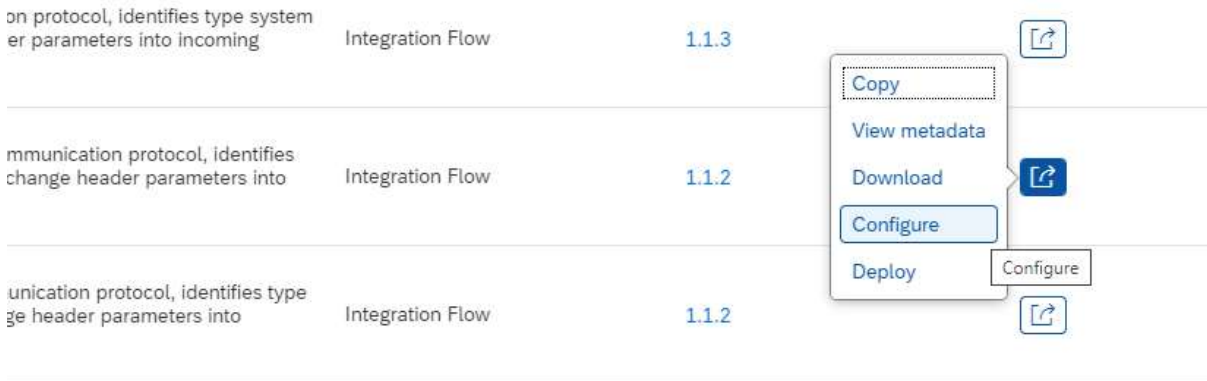 on protocol, identifies type system
er parameters into incoming
Integration Flow
1.1.3
Copy
View metadata
mmunication protocol, identifies
change header parameters into
Integration Flow
1.1.2
Download
Configure
Deploy
Configure
unication protocol, identifies type
ge header parameters into
Integration Flow
1.1.2